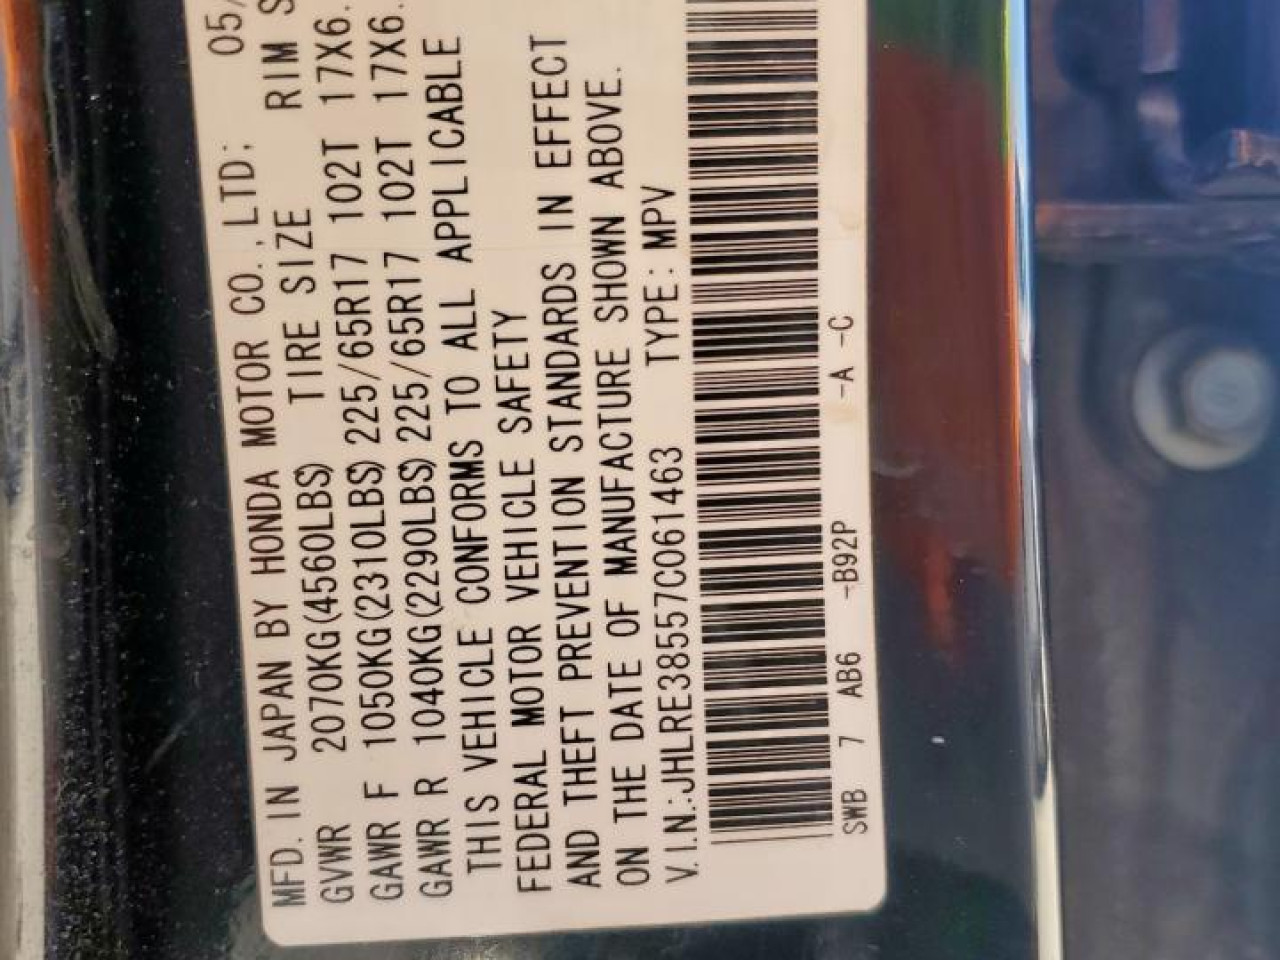 MFD. IN JAPAN BY HONDA MOTOR CO., LTD: 05/
GVWR 2070KG(4560LBS) TIRE SIZE RIM S
GAWR F 1050KG(2310LBS) 225/65R17 102T 17X6.
GAWR R 1040KG(2290LBS) 225/65R17 102T 17X6.
THIS VEHICLE CONFORMS TO ALL APPLICABLE
FEDERAL MOTOR VEHICLE SAFETY
AND THEFT PREVENTION STANDARDS IN EFFECT
ON THE DATE OF MANUFACTURE SHOWN ABOVE.
V.I.N.:JHLRE38557C061463 TYPE: MPV
SWB 7 AB6 -B92P -A -C